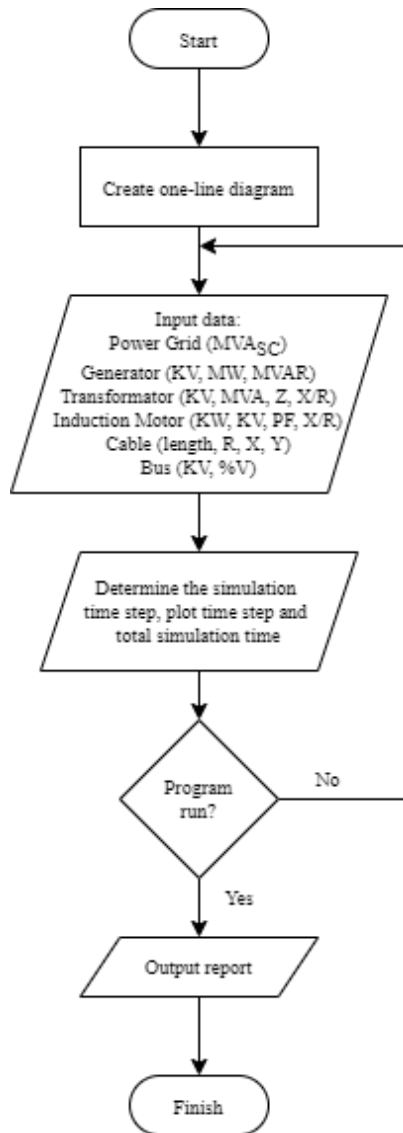 Start
Create one-line diagram
Input data:
Power Grid (MVASC)
Generator (KV, MW, MVAR)
Transformator (KV, MVA, Z, X/R)
Induction Motor (KW, KV, PF, X/R)
Cable (length, R, X, Y)
Bus (KV, %V)
Determine the simulation
time step, plot time step and
total simulation time
Program
run?
No
Yes
Output report
Finish